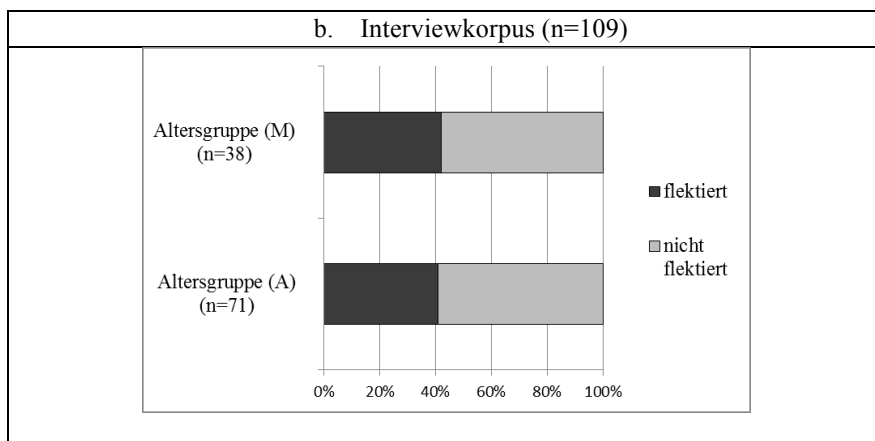 b. Interviewkorpus (n=109)
Altersgruppe (M)
(n=38)
Altersgruppe (A)
(n=71)
flektiert
nicht
flektiert
0% 20% 40% 60% 80% 100%